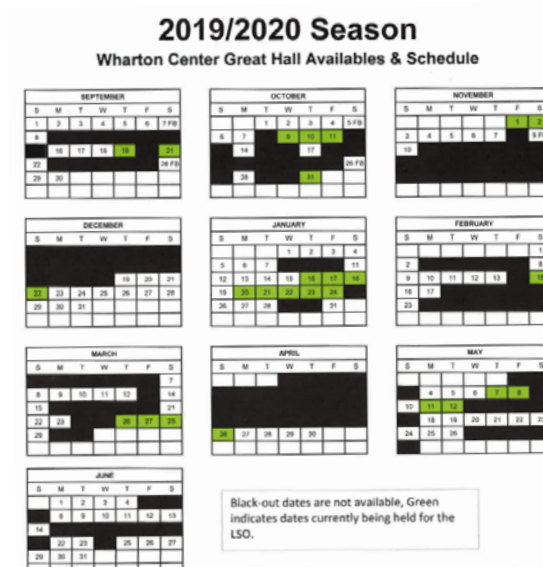 2019/2020 Season
Wharton Center Great Hall Availables & Schedule
SEPTEMBER
S M T W T F S
1 2 3 4 5 6 7 FB
8
16 17 18 19 21
22 28 FB
29 30
OCTOBER
S M T W T F S
1 2 3 4 5 FB
6 7 9 10 11
14 17
26 FB
28 31
NOVEMBER
S M T W T F S
1 2
3 4 5 6 7
10
DECEMBER
S M T W T F S
19 20 21
22 23 24 25 26 27 28
29 30 31
JANUARY
S M T W T F S
1 2 3 4
5 6 7 11
12 13 14 15 16 17 18
19 20 21 22 23 24
26 27 28 31
FEBRUARY
S M T W T F S
1
2 8
9 10 11 12 13 15
16 17
23
MARCH
S M T W T F S
7
8 9 10 11 12 14
15 21
22 23 26 27 28
29
APRIL
S M T W T F S
26 27 28 29 30
MAY
S M T W T F S
4 5 6 7 8
10 11 12
18 19 20 21 22 23
24 25 26
JUNE
S M T W T F S
1 2 3 4
8 9 10 11 12 13
14
22 23 25 26 27
29 30 31
Black-out dates are not available, Green
indicates dates currently being held for the
LSO.